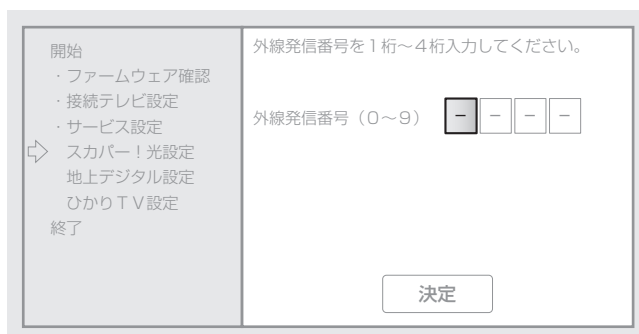 開始
・ファームウェア確認
・接続テレビ設定
・サービス設定
スカパー！光設定
地上デジタル設定
ひかりＴＶ設定
終了
外線発信番号を１桁～４桁入力してください。
外線発信番号（０～９） － － － －
決定